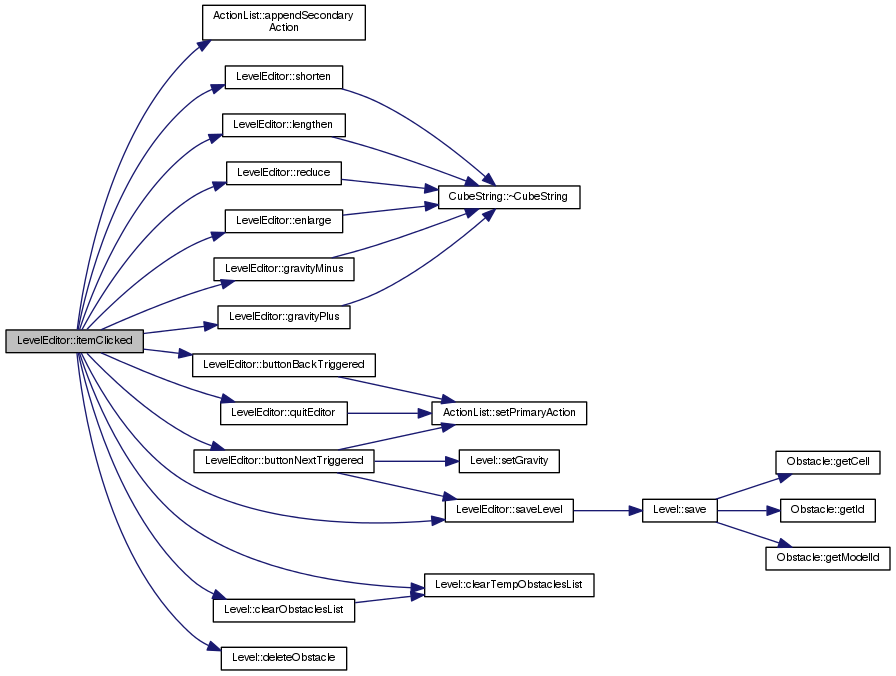 ActionList::appendSecondary
Action
LevelEditor::shorten
LevelEditor::lengthen
LevelEditor::reduce
CubeString::~CubeString
LevelEditor::enlarge
LevelEditor::gravityMinus
LevelEditor::gravityPlus
LevelEditor::itemClicked
LevelEditor::buttonBackTriggered
LevelEditor::quitEditor
ActionList::setPrimaryAction
LevelEditor::buttonNextTriggered
Level::setGravity
Obstacle::getCell
LevelEditor::saveLevel
Level::save
Obstacle::getId
Obstacle::getModelId
Level::clearTempObstaclesList
Level::clearObstaclesList
Level::deleteObstacle